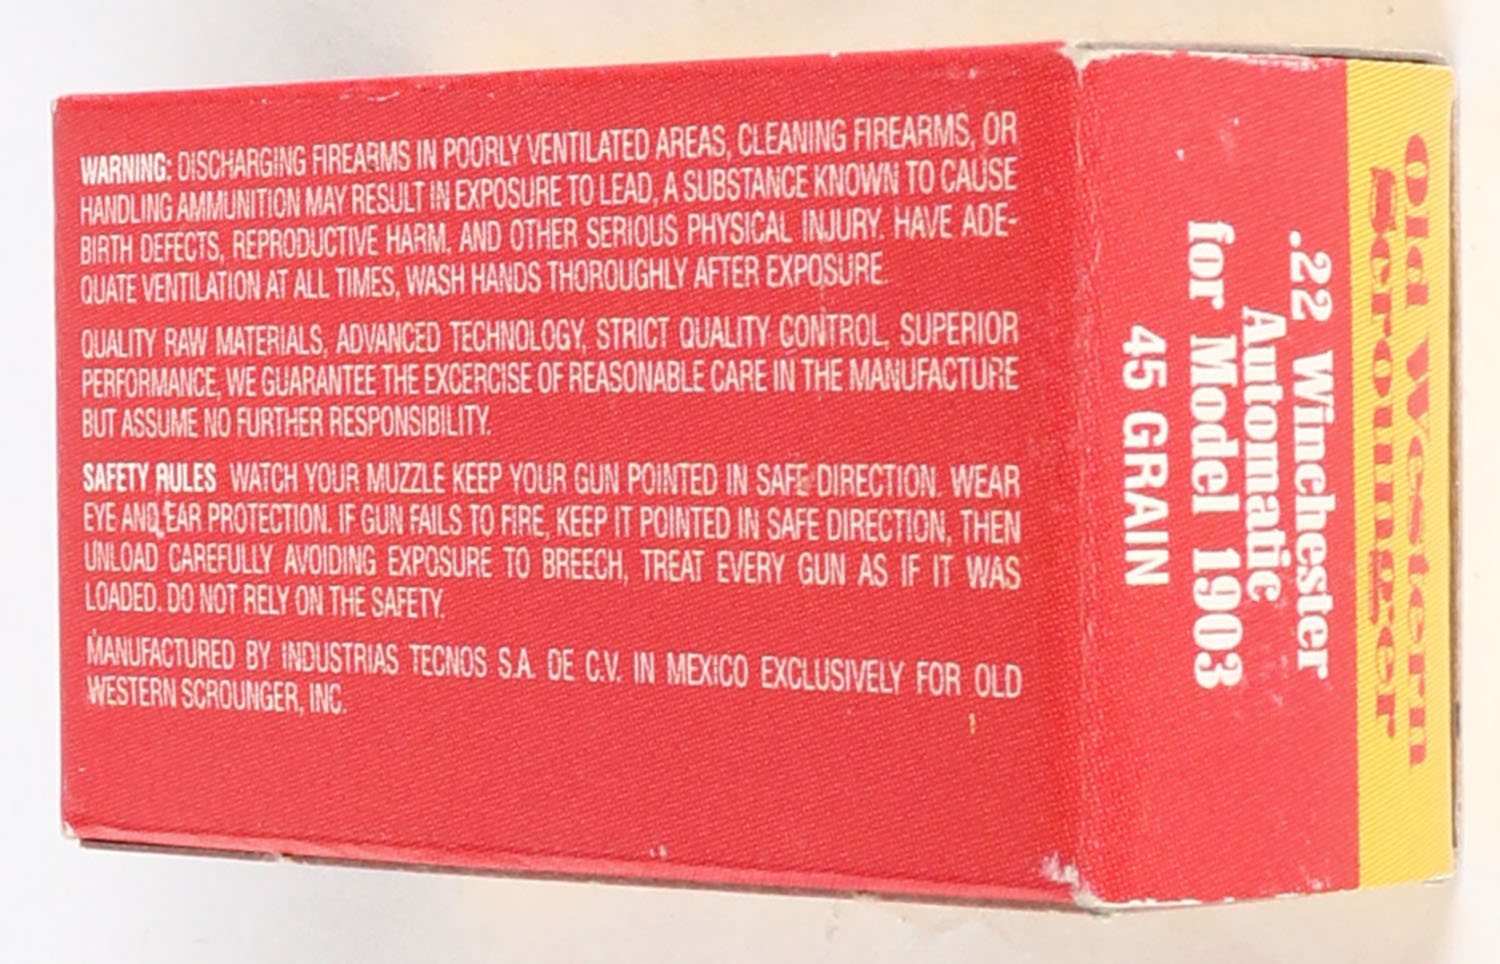 WARNING: DISCHARGING FIREARMS IN POORLY VENTILATED AREAS, CLEANING FIREARMS, OR
HANDLING AMMUNITION MAY RESULT IN EXPOSURE TO LEAD, A SUBSTANCE KNOWN TO CAUSE
BIRTH DEFECTS, REPRODUCTIVE HARM, AND OTHER SERIOUS PHYSICAL INJURY. HAVE ADE-
QUATE VENTILATION AT ALL TIMES, WASH HANDS THOROUGHLY AFTER EXPOSURE.
QUALITY RAW MATERIALS, ADVANCED TECHNOLOGY, STRICT QUALITY CONTROL, SUPERIOR
PERFORMANCE, WE GUARANTEE THE EXCERCISE OF REASONABLE CARE IN THE MANUFACTURE
BUT ASSUME NO FURTHER RESPONSIBILITY.
SAFETY RULES WATCH YOUR MUZZLE KEEP YOUR GUN POINTED IN SAFE DIRECTION. WEAR
EYE AND EAR PROTECTION. IF GUN FAILS TO FIRE, KEEP IT POINTED IN SAFE DIRECTION, THEN
UNLOAD CAREFULLY AVOIDING EXPOSURE TO BREECH, TREAT EVERY GUN AS IF IT WAS
LOADED. DO NOT RELY ON THE SAFETY.
MANUFACTURED BY INDUSTRIAS TECNOS S.A. DE C.V. IN MEXICO EXCLUSIVELY FOR OLD
WESTERN SCROUNGER, INC.
Old Western
Scrounger
.22 Winchester
Automatic
for Model 1903
45 GRAIN